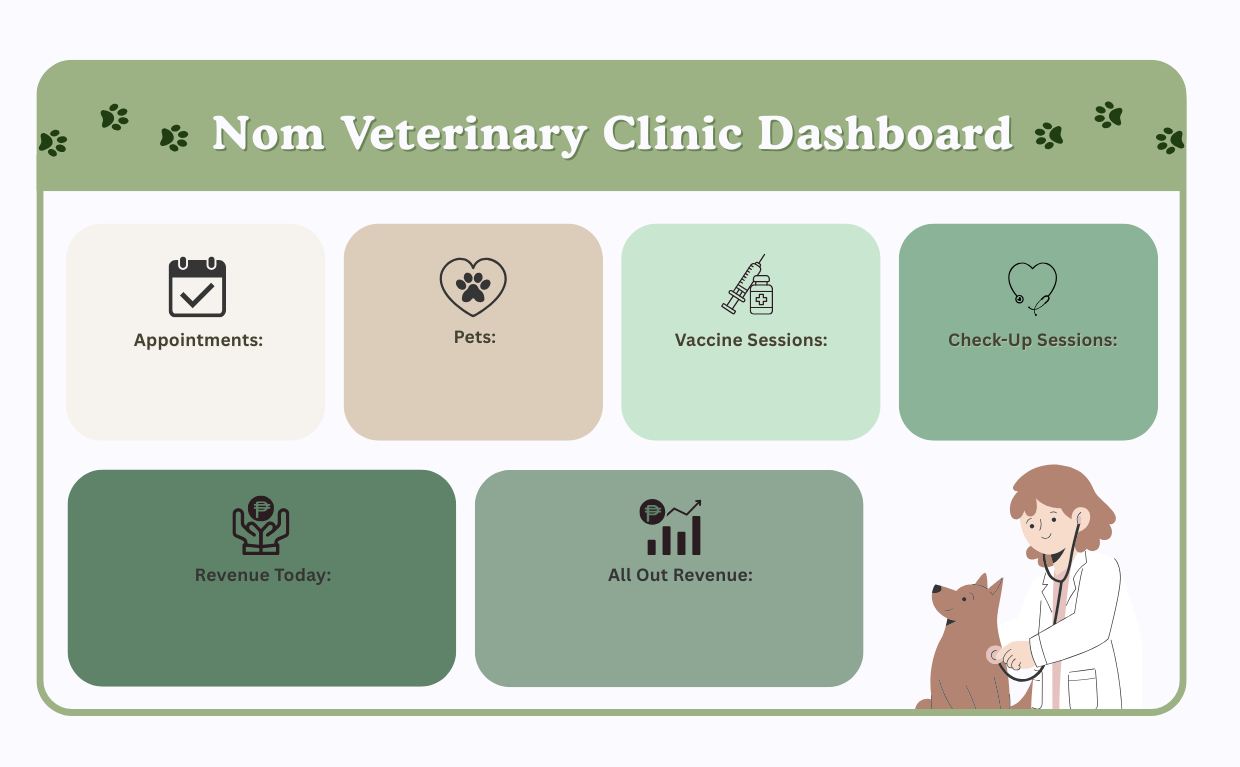 Nom Veterinary Clinic Dashboard
Appointments:
Pets:
Vaccine Sessions:
Check-Up Sessions:
Revenue Today:
All Out Revenue: